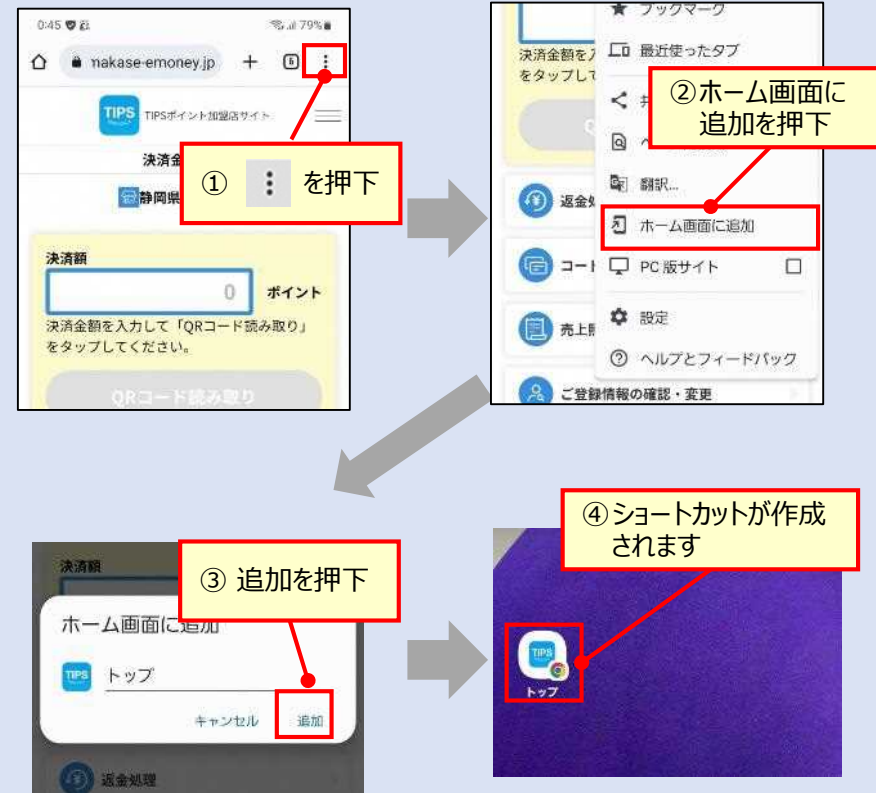 0:45
79%
nakase-emoney.jp
6
TIPS
TIPSポイント加盟店サイト
決済金
静岡県
① を押下
決済額
0 ポイント
決済金額を入力して「QRコード読み取り」
をタップしてください。
QRコード読み取り
ブックマーク
最近使ったタブ
決済金額を入
をタップして
②ホーム画面に
追加を押下
翻訳...
返金処
ホーム画面に追加
コード
PC 版サイト
設定
売上
ヘルプとフィードバック
ご登録情報の確認・変更
決済額
③ 追加を押下
ホーム画面に追加
TIPS
トップ
キャンセル 追加
返金処理
④ショートカットが作成
されます
TIPS
トップ